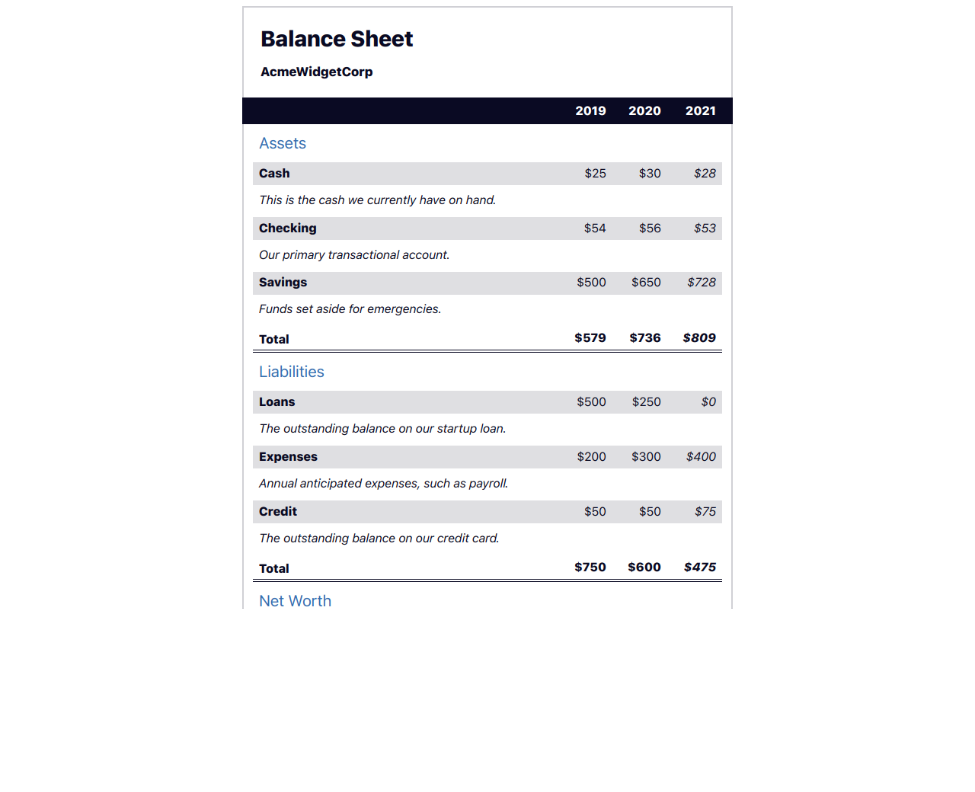 Balance Sheet
AcmeWidgetCorp
2019 2020 2021
Assets
Cash $25 $30 $28
This is the cash we currently have on hand.
Checking $54 $56 $53
Our primary transactional account.
Savings $500 $650 $728
Funds set aside for emergencies.
Total $579 $736 $809
Liabilities
Loans $500 $250 $0
The outstanding balance on our startup loan.
Expenses $200 $300 $400
Annual anticipated expenses, such as payroll.
Credit $50 $50 $75
The outstanding balance on our credit card.
Total $750 $600 $475
Net Worth